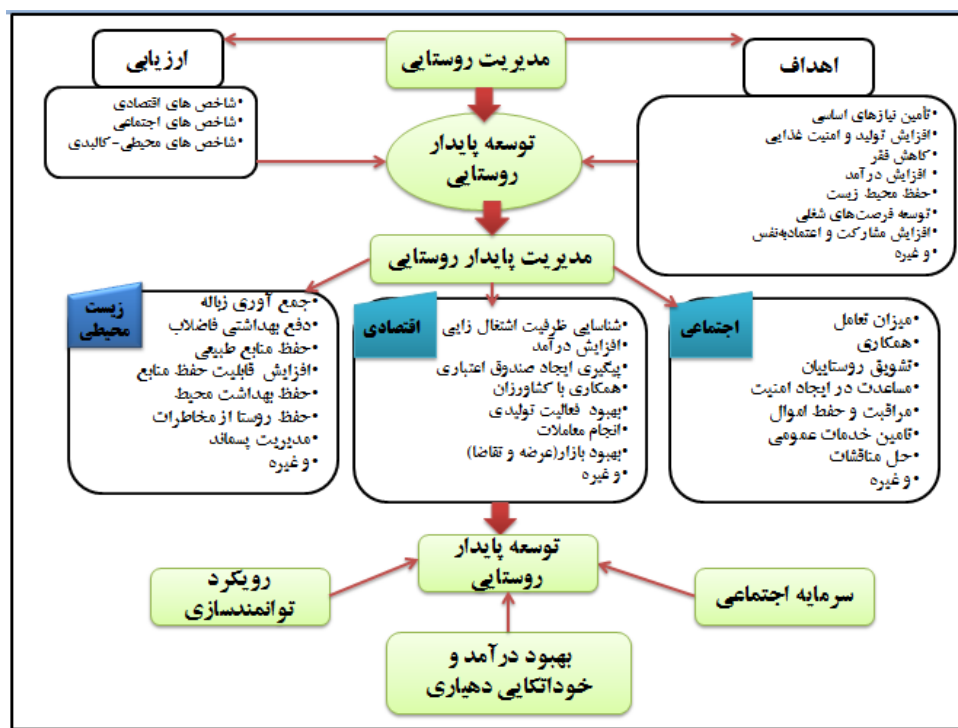 مدیریت روستایی
اهداف
•تأمین نیازهای اساسی
•افزایش تولید و امنیت غذایی
•کاهش فقر
•افزایش درآمد
•حفظ محیط زیست
•توسعه فرصت‌های شغلی
•افزایش مشارکت و اعتمادبه‌نفس
•و غیره
ارزیابی
•شاخص های اقتصادی
•شاخص های اجتماعی
•شاخص های محیطی-کالبدی
توسعه پایدار
روستایی
مدیریت پایدار روستایی
اجتماعی
•میزان تعامل
•همکاری
•تشویق روستاییان
•مساعدت در ایجاد امنیت
•مراقبت و حفط اموال
•تامین خدمات عمومی
•حل مناقشات
•و غیره
اقتصادی
•شناسایی ظرفیت اشتغال زایی
•افزایش درآمد
•پیگیری ایجاد صندوق اعتباری
•همکاری با کشاورزان
•بهبود فعالیت تولیدی
•انجام معاملات
•بهبود بازار(عرضه و تقاضا)
•و غیره
زیست
محیطی
•جمع آوری زباله
•دفع بهداشتی فاضلاب
•حفظ منابع طبیعی
•افزایش قابلیت حفظ منابع
•حفظ بهداشت محیط
•حفظ روستا از مخاطرات
•مدیریت پسماند
•و غیره
توسعه پایدار
روستایی
سرمایه اجتماعی
رویکرد
توانمندسازی
بهبود درآمد و
خوداتکایی دهیاری